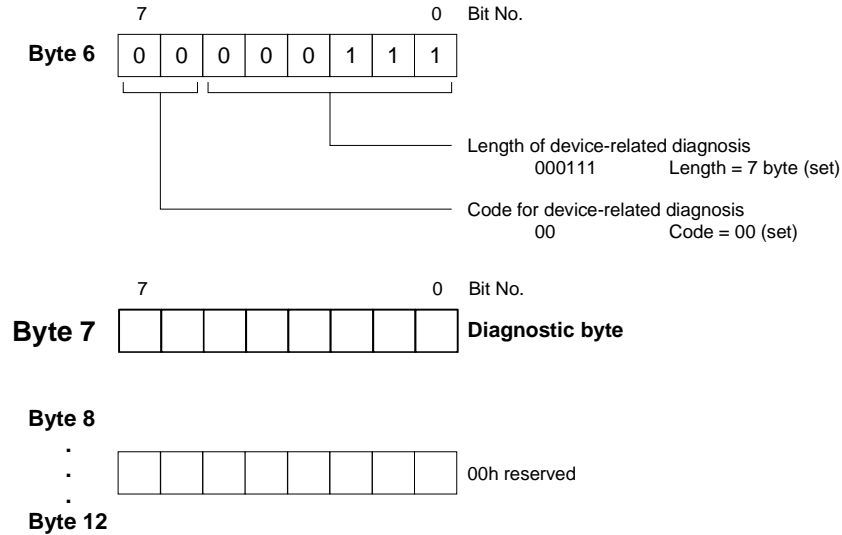 7 0 Bit No.
Byte 6 0 0 0 0 0 1 1 1
Length of device-related diagnosis
000111 Length = 7 byte (set)
Code for device-related diagnosis
00 Code = 00 (set)
7 0 Bit No.
Byte 7 Diagnostic byte
Byte 8
.
. 00h reserved
.
Byte 12